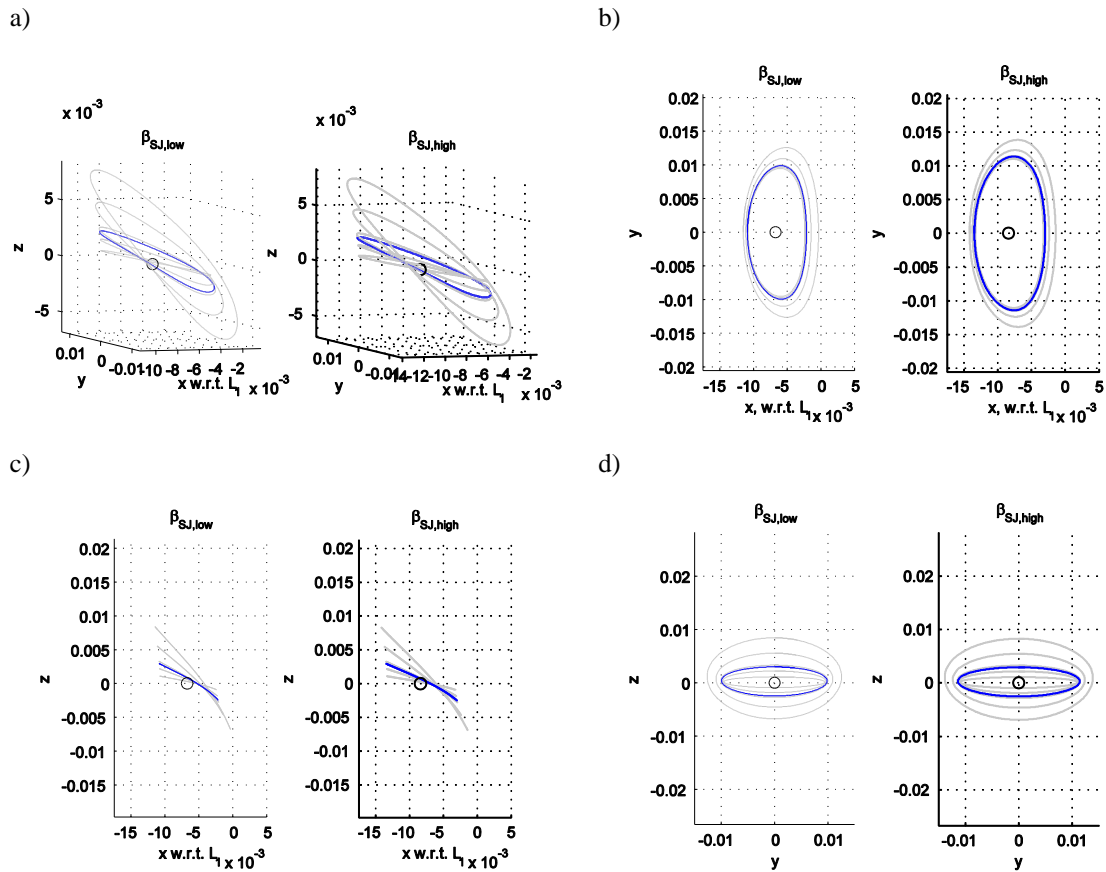 a)
x 10⁻³
β_SJ,low
5
0
-5
z
0.01
0
-0.01
y
-10 -8 -6 -4 -2
x w.r.t. L₁ x 10⁻³
x 10⁻³
β_SJ,high
5
0
-5
z
0.01
0
-0.01
y
-14 -12 -10 -8 -6 -4 -2
x w.r.t. L₁ x 10⁻³
b)
β_SJ,low
0.02
0.015
0.01
0.005
0
-0.005
-0.01
-0.015
-0.02
y
-15 -10 -5 0 5
x, w.r.t. L₁ x 10⁻³
β_SJ,high
0.02
0.015
0.01
0.005
0
-0.005
-0.01
-0.015
-0.02
y
-15 -10 -5 0 5
x, w.r.t. L₁ x 10⁻³
c)
β_SJ,low
0.02
0.015
0.01
0.005
0
-0.005
-0.01
-0.015
z
-15 -10 -5 0 5
x w.r.t. L₁ x 10⁻³
β_SJ,high
0.02
0.015
0.01
0.005
0
-0.005
-0.01
-0.015
z
-15 -10 -5 0 5
x w.r.t. L₁ x 10⁻³
d)
β_SJ,low
0.02
0.01
0
-0.01
-0.02
z
-0.01 0 0.01
y
β_SJ,high
0.02
0.01
0
-0.01
-0.02
z
-0.01 0 0.01
y